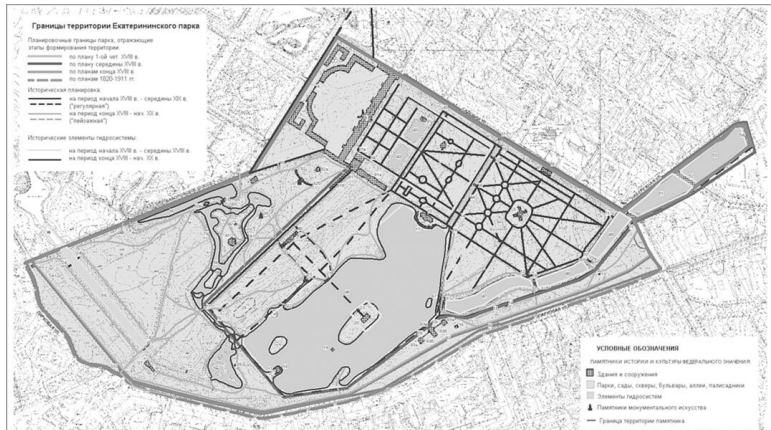 Границы территории Екатерининского парка
Планировочные границы парка, отражающие
этапы формирования территории:
по плану 1-ой чет. XVIII в.
по плану середины XVIII в.
по планам конца XVIII в.
по планам 1820-1911 гг.
Историческая планировка:
на период начала XVIII в. - середины XIX в.
("регулярная")
на период конца XVIII - нач. XX в.
("пейзажная")
Исторические элементы гидросистемы:
на период начала XVIII в. - середины XVIII в.
на период конца XVIII - нач. XX в.
УСЛОВНЫЕ ОБОЗНАЧЕНИЯ
ПАМЯТНИКИ ИСТОРИИ И КУЛЬТУРЫ ФЕДЕРАЛЬНОГО ЗНАЧЕНИЯ
Здания и сооружения
Парки, сады, скверы, бульвары, аллеи, палисадники
Элементы гидросистем
Памятники монументального искусства
Граница территории памятника